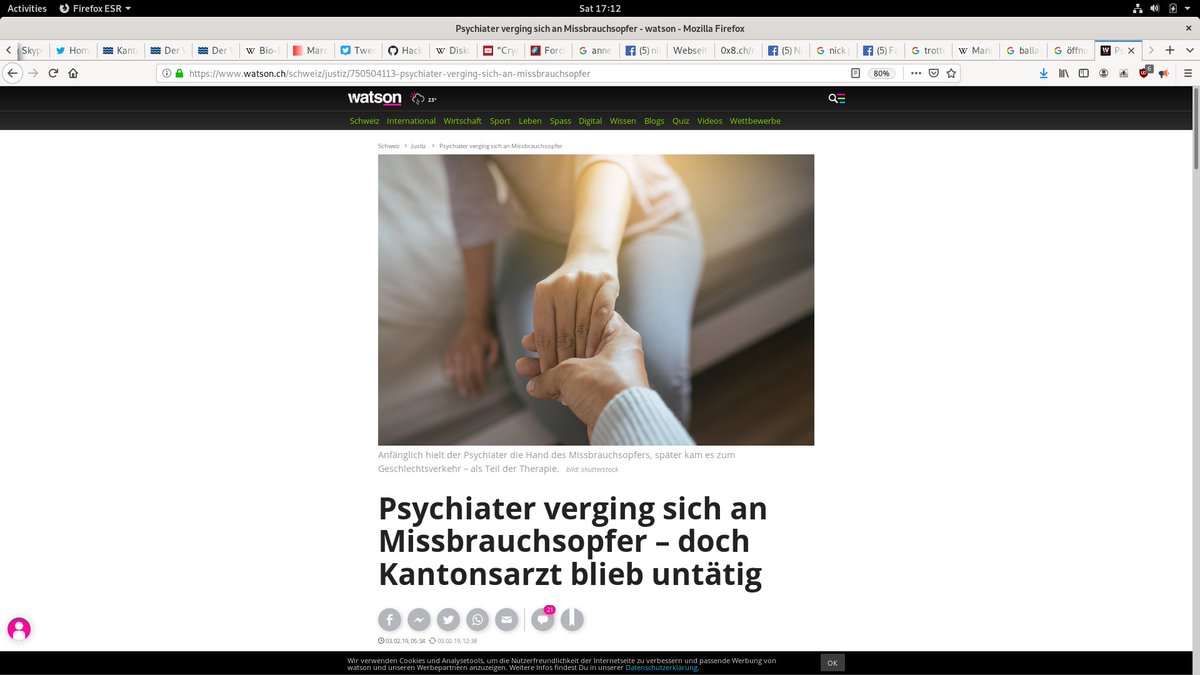 Activities Firefox ESR Sat 17:12
Psychiater verging sich an Missbrauchsopfer - watson - Mozilla Firefox
Skyp Hom Kant Der V Der V Bio- Marc Twee Hack Disk "Cry Forc anne (5) ni Webseit 0x8.ch/r (5) N nick p (5) Fa trott Man balla öffnu Ps
https://www.watson.ch/schweiz/justiz/750504113-psychiater-verging-sich-an-missbrauchsopfer 80%
6
watson 23°
Schweiz International Wirtschaft Sport Leben Spass Digital Wissen Blogs Quiz Videos Wettbewerbe
Schweiz Justiz Psychiater verging sich an Missbrauchsopfer
Anfänglich hielt der Psychiater die Hand des Missbrauchsopfers, später kam es zum
Geschlechtsverkehr – als Teil der Therapie. bild: shutterstock
Psychiater verging sich an
Missbrauchsopfer – doch
Kantonsarzt blieb untätig
21
03.02.19, 05:34 03.02.19, 12:38
Wir verwenden Cookies und Analysetools, um die Nutzerfreundlichkeit der Internetseite zu verbessern und passende Werbung von
watson und unseren Werbepartnern anzuzeigen. Weitere Infos findest Du in unserer Datenschutzerklärung.
OK